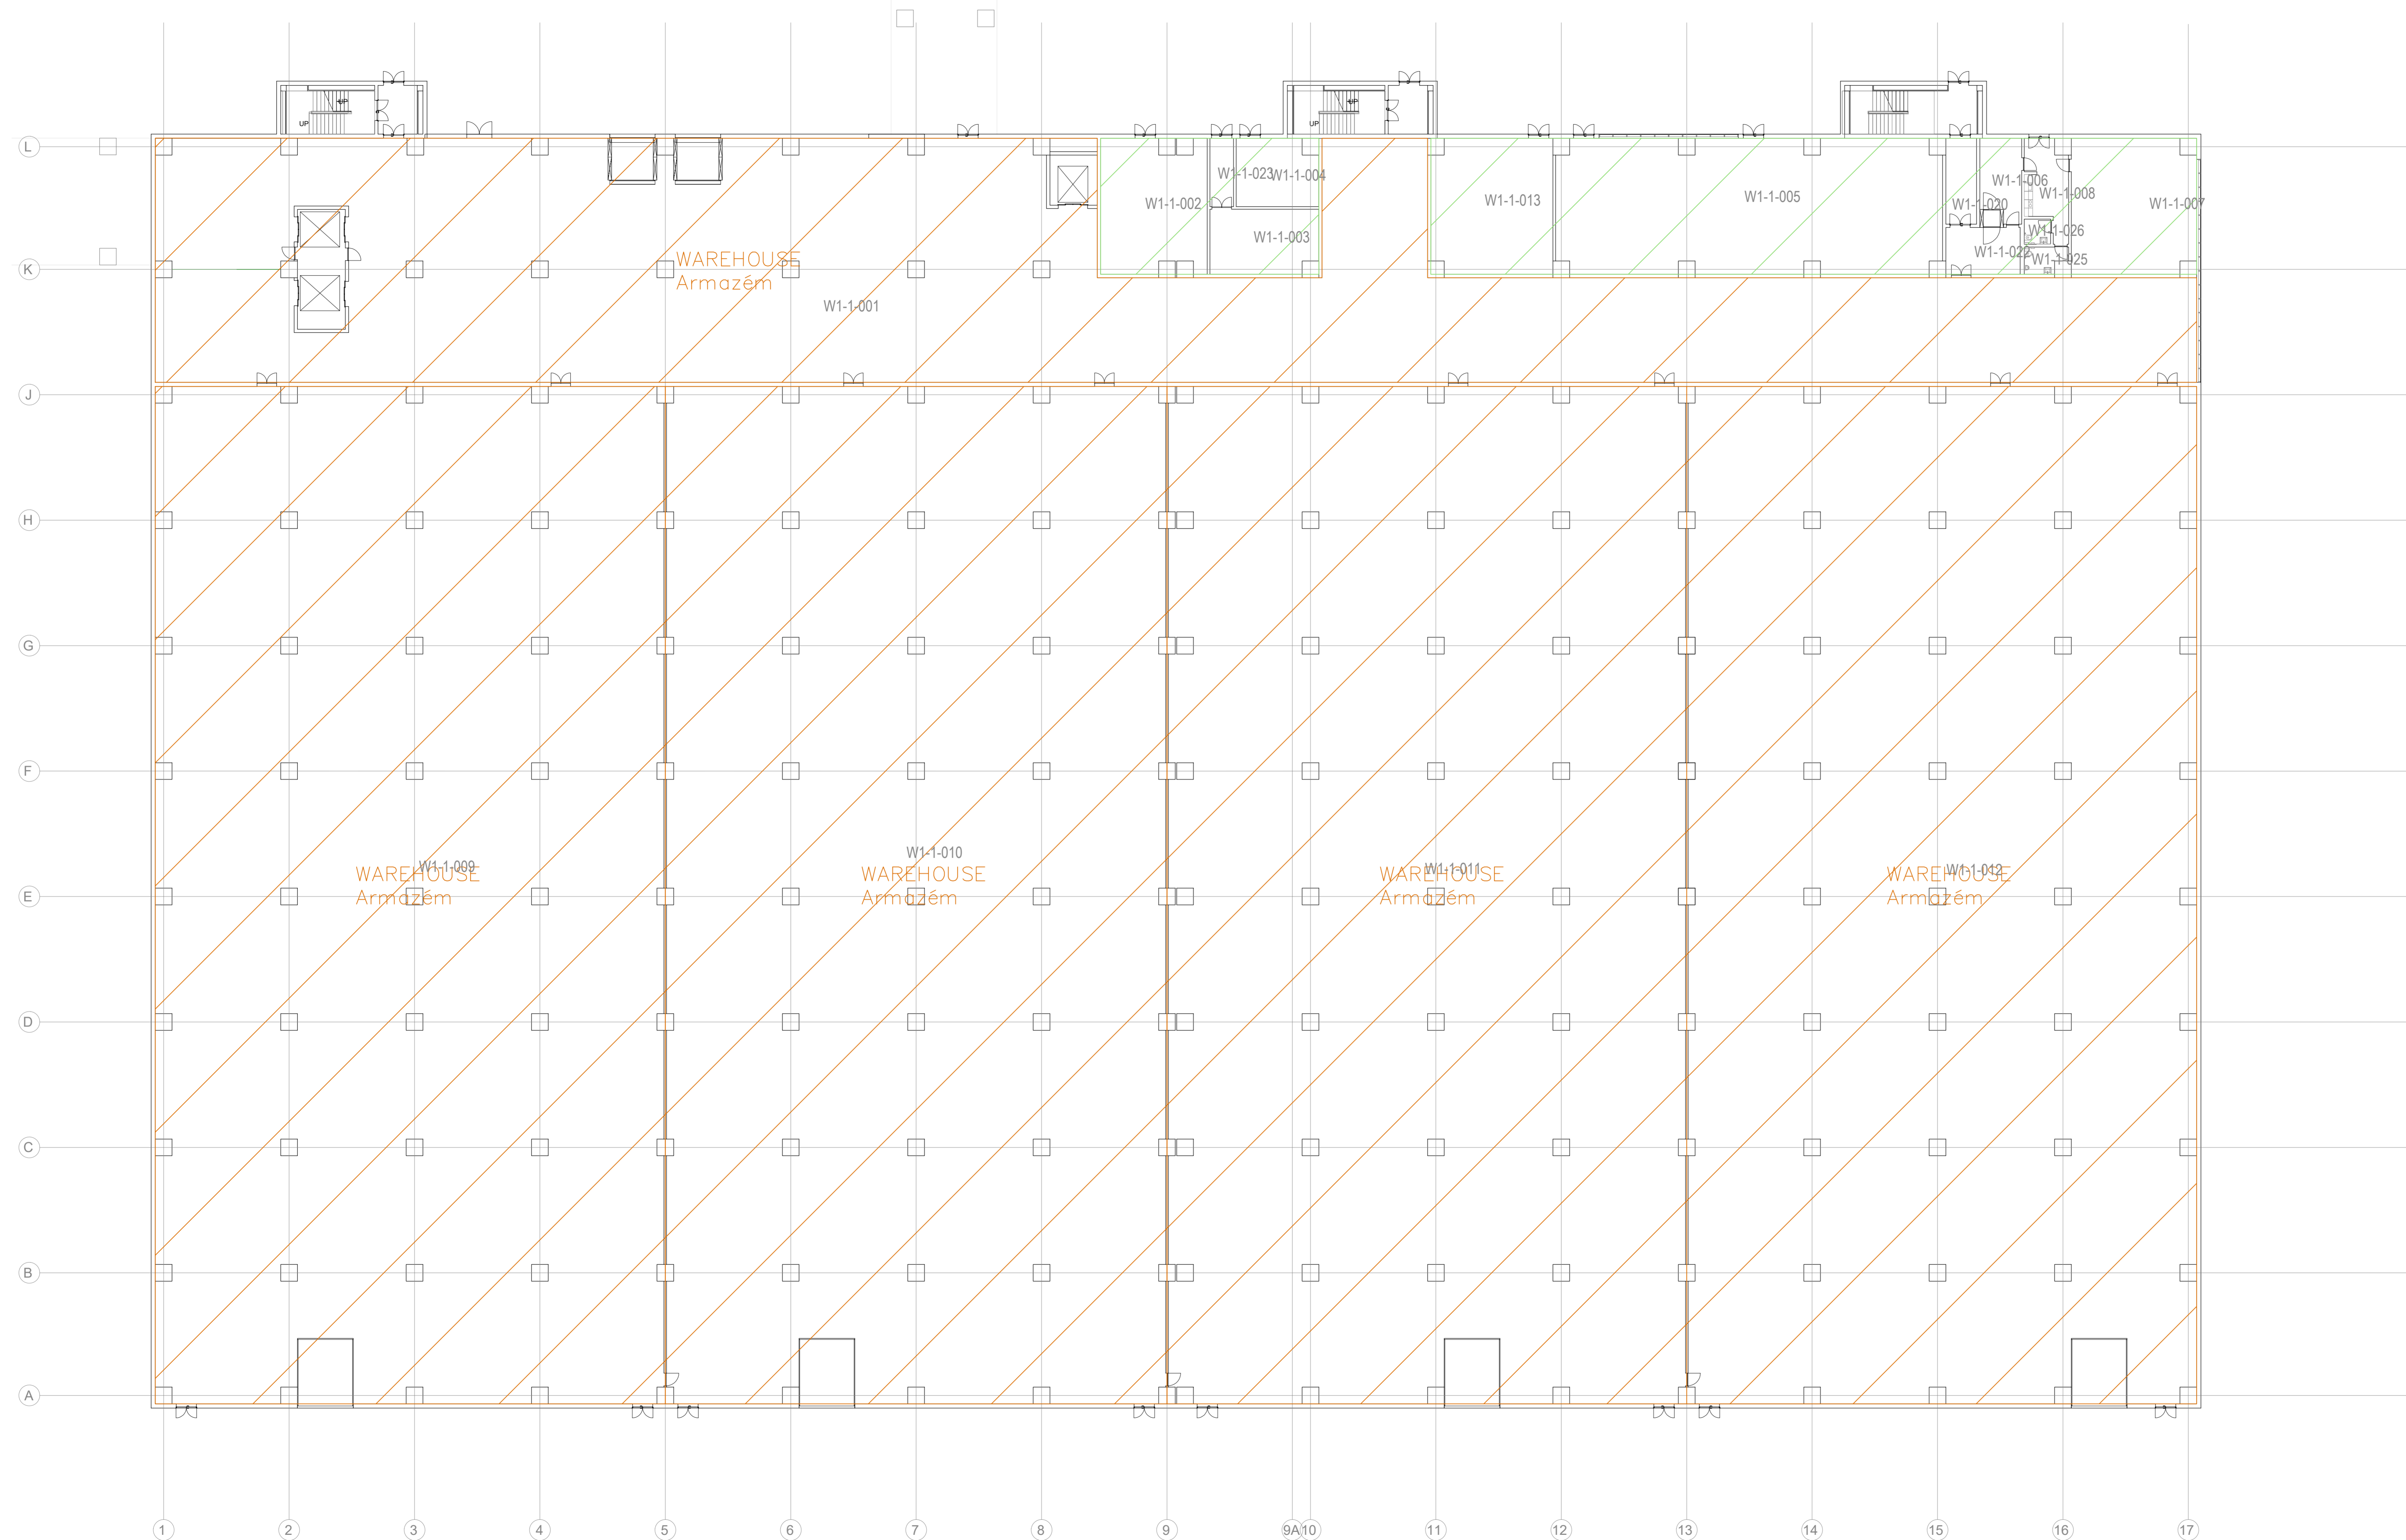 UP
UP
UP
UP
L
W1-1-023
W1-1-004
W1-1-002
W1-1-003
W1-1-013
W1-1-005
W1-1-006
W1-1-008
W1-1-020
W1-1-007
W1-1-026
W1-1-022
W1-1-025
K
WAREHOUSE
Armazém
W1-1-001
J
H
G
F
W1-1-009
WAREHOUSE
Armazém
W1-1-010
WAREHOUSE
Armazém
W1-1-011
WAREHOUSE
Armazém
W1-1-012
WAREHOUSE
Armazém
E
D
C
B
A
1 2 3 4 5 6 7 8 9 9A 10 11 12 13 14 15 16 17